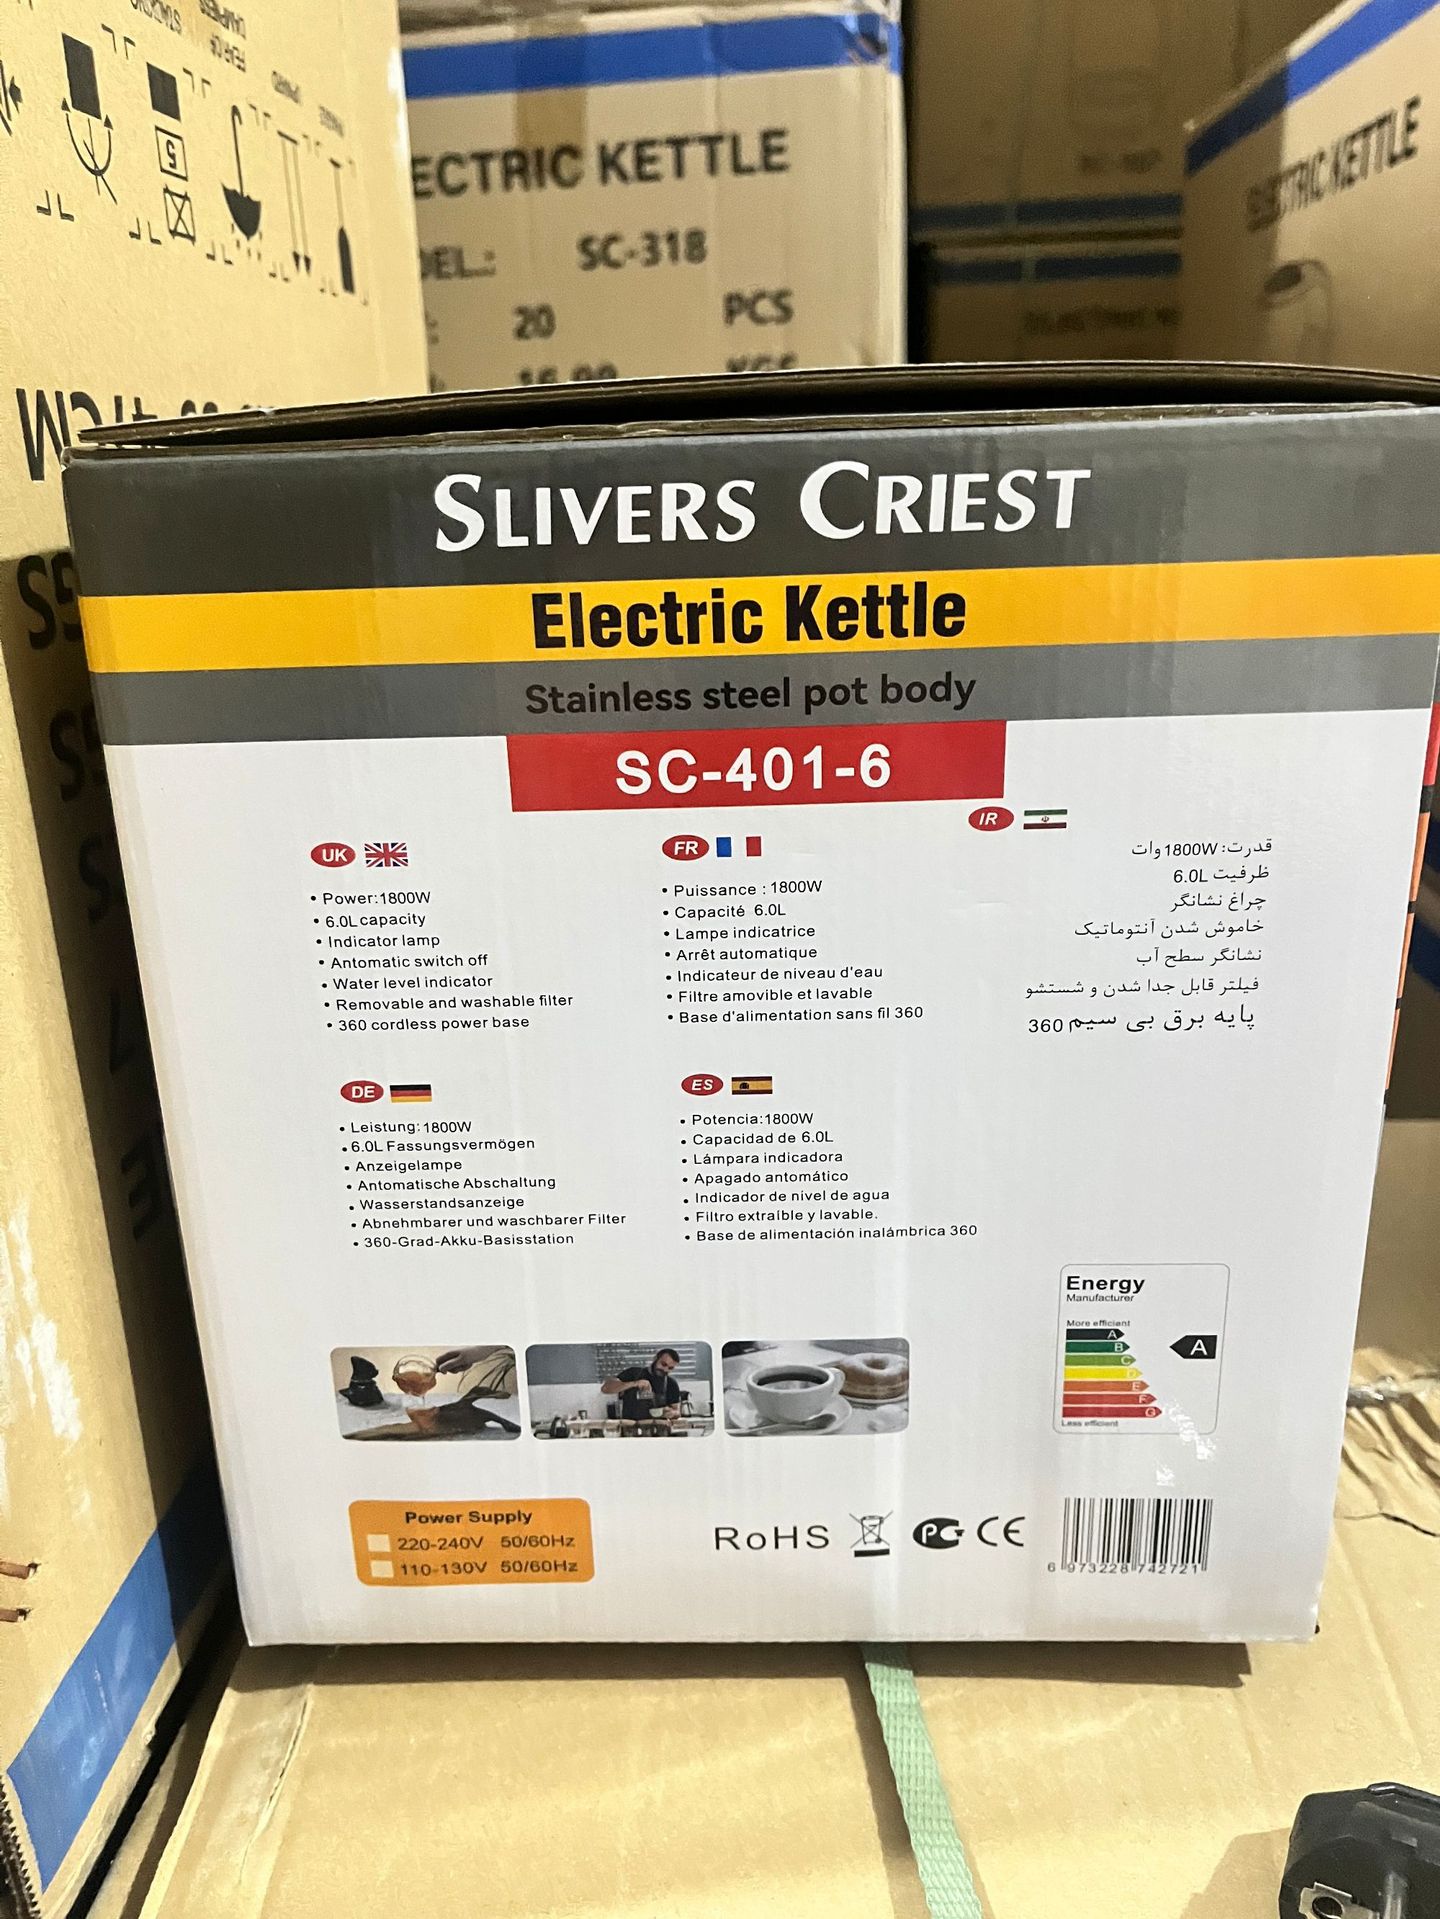 ELECTRIC KETTLE
SC-318
20 PCS
SLIVERS CRIEST
Electric Kettle
Stainless steel pot body
SC-401-6
UK
• Power:1800W
• 6.0L capacity
• Indicator lamp
• Automatic switch off
• Water level indicator
• Removable and washable filter
• 360 cordless power base
FR
• Puissance : 1800W
• Capacité 6.0L
• Lampe indicatrice
• Arrêt automatique
• Indicateur de niveau d'eau
• Filtre amovible et lavable
• Base d'alimentation sans fil 360
IR
قدرت: 1800W وات
ظرفیت 6.0L
چراغ نشانگر
خاموش شدن آنتوماتیک
نشانگر سطح آب
فیلتر قابل جدا شدن و شستشو
پایه برق بی سیم 360
DE
• Leistung: 1800W
• 6.0L Fassungsvermögen
• Anzeigelampe
• Automatische Abschaltung
• Wasserstandsanzeige
• Abnehmbarer und waschbarer Filter
• 360-Grad-Akku-Basisstation
ES
• Potencia:1800W
• Capacidad de 6.0L
• Lámpara indicadora
• Apagado antomático
• Indicador de nivel de agua
• Filtro extraíble y lavable.
• Base de alimentación inalámbrica 360
Energy
Manufacturer
More efficient
A
B
C
D
E
F
G
Less efficient
A
Power Supply
220-240V 50/60Hz
110-130V 50/60Hz
RoHS
PG
CE
6 973228 742721